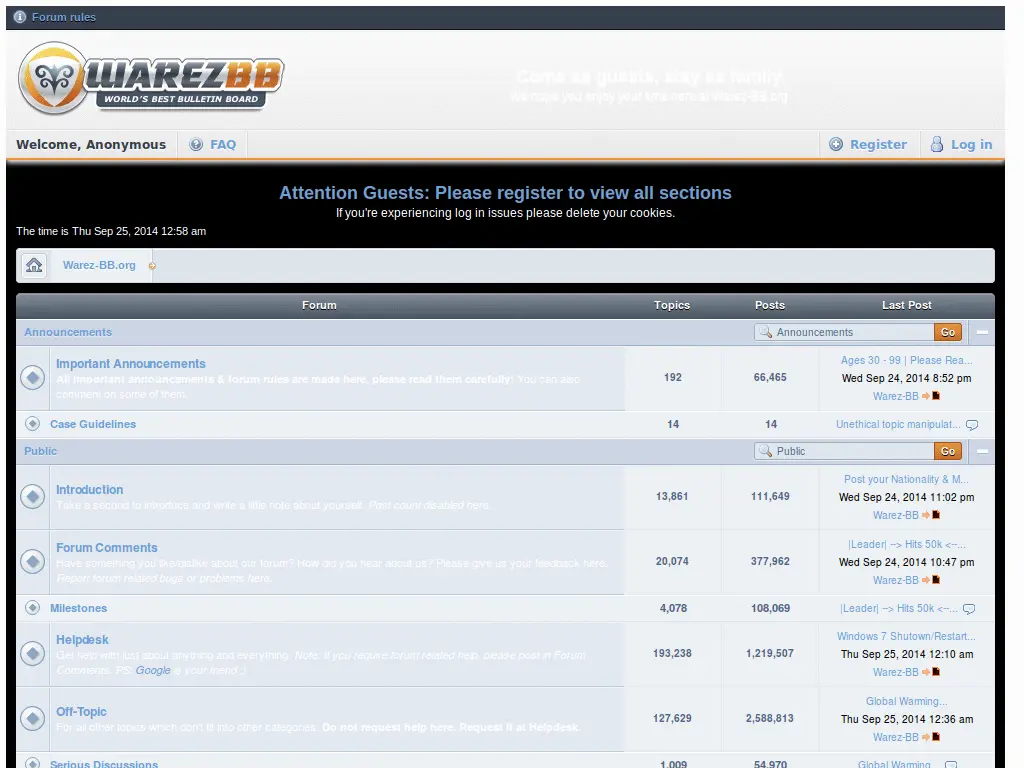 Forum rules
WAREZBB
WORLD'S BEST BULLETIN BOARD
Come as guests, stay as family.
Welcome, Anonymous
FAQ
Register
Log in
Attention Guests: Please register to view all sections
If you're experiencing log in issues please delete your cookies.
The time is Thu Sep 25, 2014 12:58 am
Warez-BB.org
Forum Topics Posts Last Post
Announcements Announcements Go
Important Announcements
All important announcements & forum rules are made here, please read them carefully! You can also
comment on some of them.
192 66,465
Ages 30 - 99 | Please Rea...
Wed Sep 24, 2014 8:52 pm
Warez-BB
Case Guidelines 14 14 Unethical topic manipulat...
Public Public Go
Introduction
Take a second to introduce and write a little note about yourself. Post count disabled here.
13,861 111,649
Post your Nationality & M...
Wed Sep 24, 2014 11:02 pm
Warez-BB
Forum Comments
Have something you like/dislike about our forum? How did you hear about us? Please give us your feedback here.
Report forum related bugs or problems here.
20,074 377,962
|Leader| --> Hits 50k <--...
Wed Sep 24, 2014 10:47 pm
Warez-BB
Milestones 4,078 108,069 |Leader| --> Hits 50k <--...
Helpdesk
Get help with just about anything and everything. Note: If you require forum related help, please post in Forum
Comments. PS: Google is your friend ;)
193,238 1,219,507
Windows 7 Shutown/Restart...
Thu Sep 25, 2014 12:10 am
Warez-BB
Off-Topic
For all other topics which don't fit into other categories. Do not request help here. Request it at Helpdesk.
127,629 2,588,813
Global Warming...
Thu Sep 25, 2014 12:36 am
Warez-BB
Serious Discussions 1,009 54,970 Global Warming...